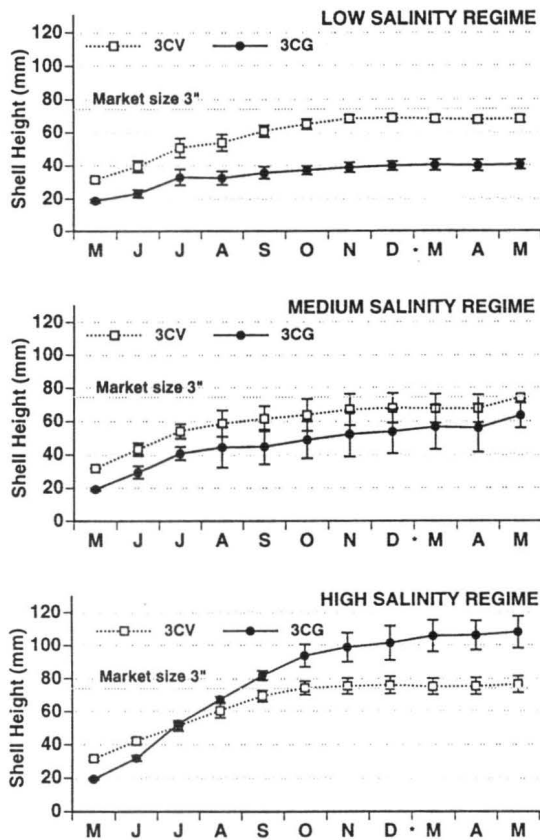 LOW SALINITY REGIME
3CV 3CG
Market size 3"
Shell Height (mm)
120
100
80
60
40
20
0
M J J A S O N D * M A M
MEDIUM SALINITY REGIME
3CV 3CG
Market size 3"
Shell Height (mm)
120
100
80
60
40
20
0
M J J A S O N D * M A M
HIGH SALINITY REGIME
3CV 3CG
Market size 3"
Shell Height (mm)
120
100
80
60
40
20
0
M J J A S O N D * M A M